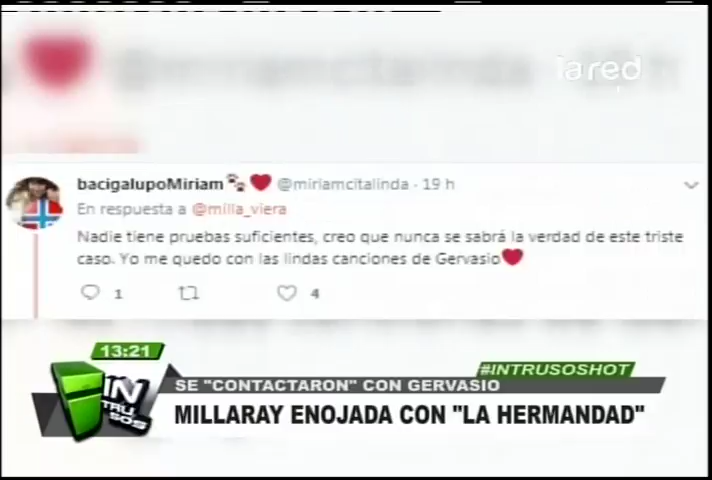 @miriamcitalinda · 19 h
la red
bacigalupoMiriam🐾❤️ @miriamcitalinda · 19 h
En respuesta a @milla_viera
Nadie tiene pruebas suficientes, creo que nunca se sabrá la verdad de este triste
caso. Yo me quedo con las lindas canciones de Gervasio❤️
1 4
13:21
#INTRUSOSHOT
INTRUSOS
SE "CONTACTARON" CON GERVASIO
MILLARAY ENOJADA CON "LA HERMANDAD"